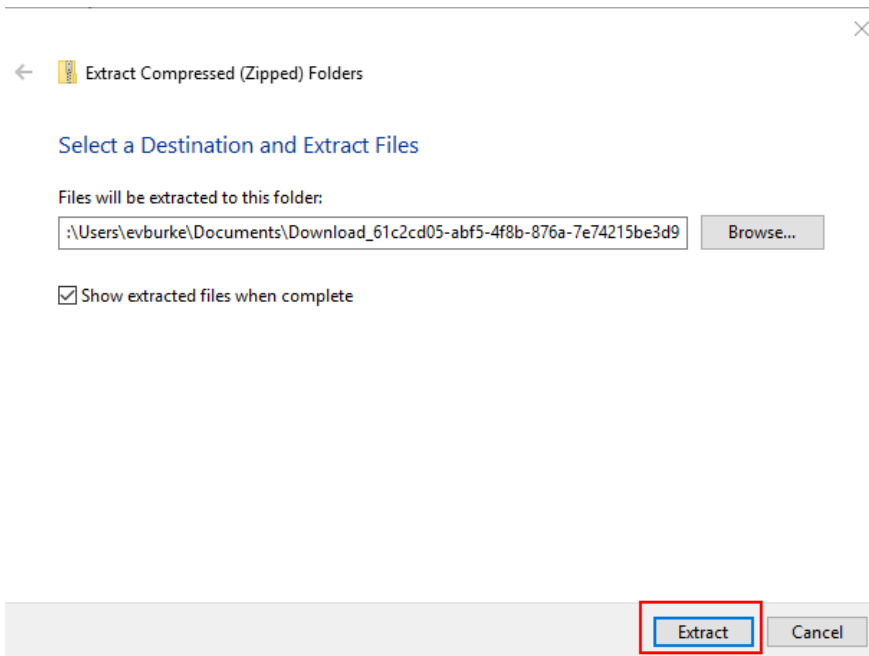 Extract Compressed (Zipped) Folders
Select a Destination and Extract Files
Files will be extracted to this folder:
:\Users\evburke\Documents\Download_61c2cd05-abf5-4f8b-876a-7e74215be3d9
Browse...
Show extracted files when complete
Extract
Cancel